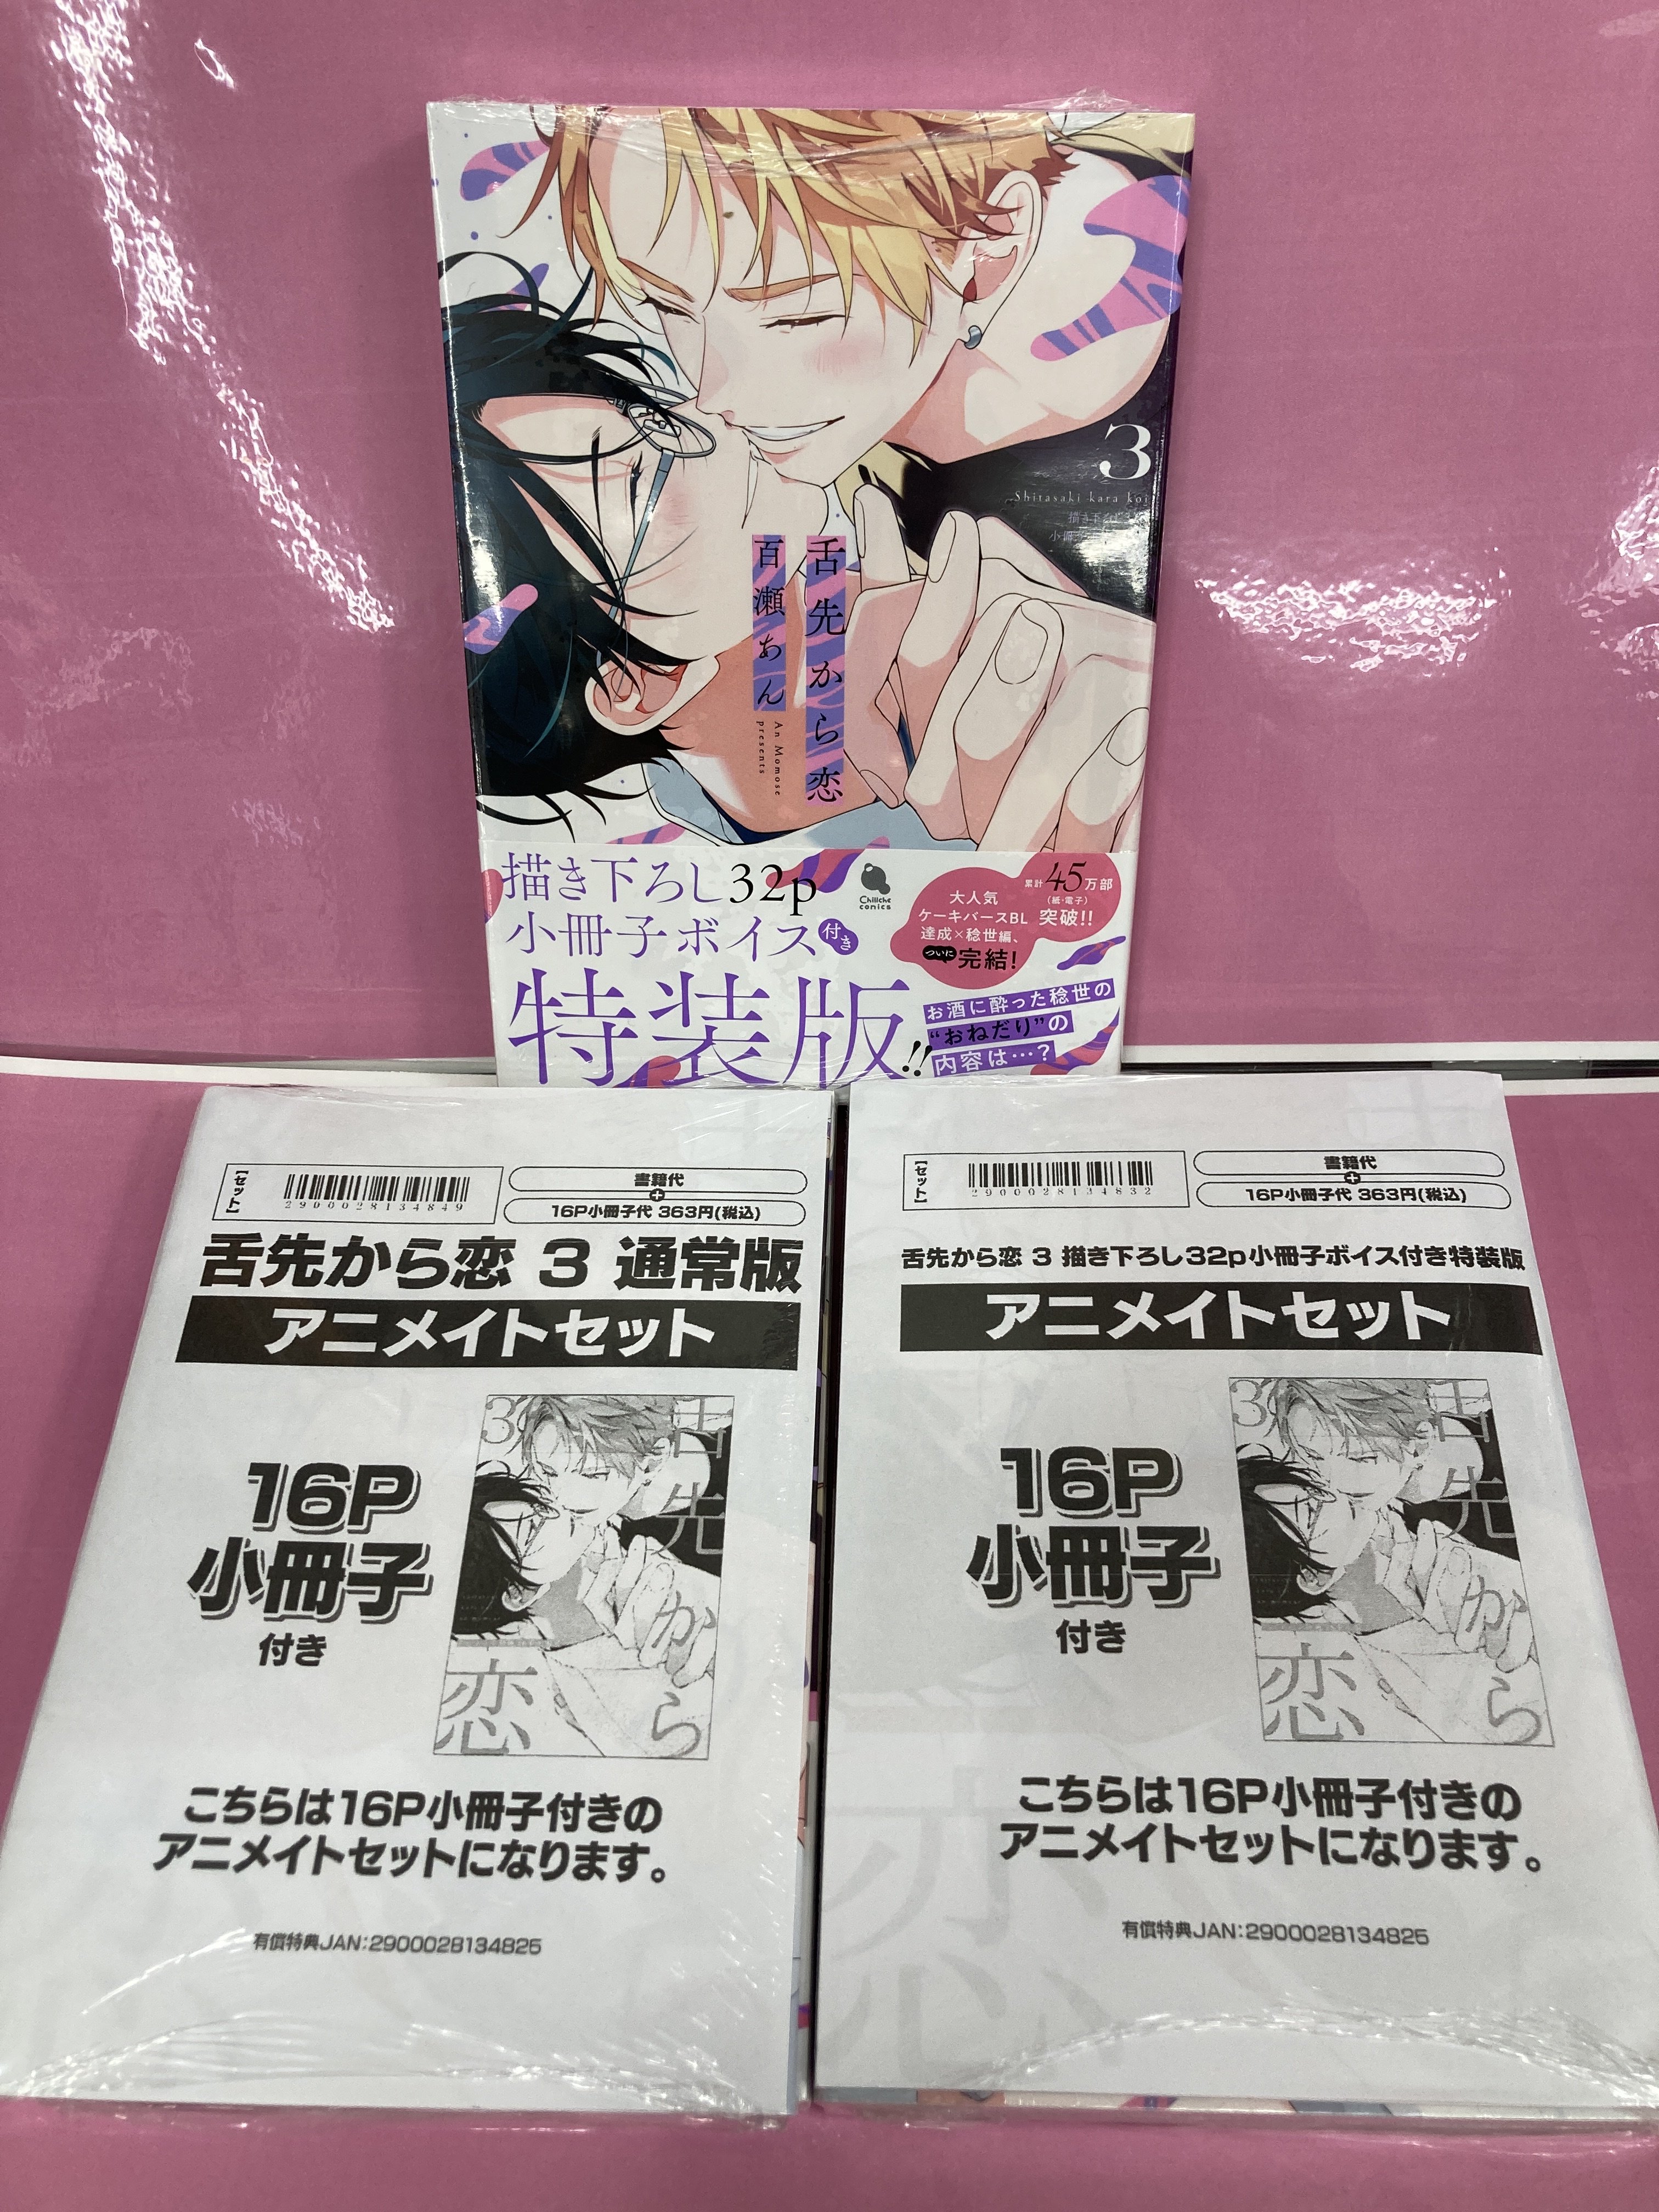 3
Shitasaki kara koi
舌先から恋
百瀬あん
An Momose
presents
描き下ろし32p
小冊子ボイス付き
特装版!!
Chillche
comics
累計45万部
(紙・電子)
突破!!
大人気
ケーキバースBL
達成×稔世編、
ついに完結!
お酒に酔った稔世の
“おねだり”の
内容は…?
【セット】
2900028134849
書籍代
+
16P小冊子代 363円(税込)
舌先から恋 3 通常版
アニメイトセット
16P
小冊子
付き
3
舌先から恋
こちらは16P小冊子付きの
アニメイトセットになります。
有償特典JAN:2900028134825
【セット】
2900028134832
書籍代
+
16P小冊子代 363円(税込)
舌先から恋 3 描き下ろし32p小冊子ボイス付き特装版
アニメイトセット
16P
小冊子
付き
3
舌先から恋
こちらは16P小冊子付きの
アニメイトセットになります。
有償特典JAN:2900028134825